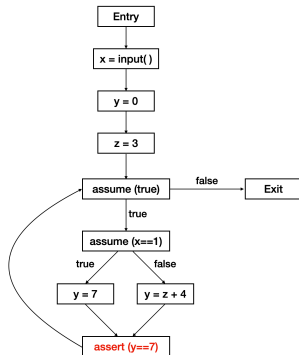 Entry
x = input( )
y = 0
z = 3
assume (true)
false
Exit
true
assume (x==1)
true
false
y = 7
y = z + 4
assert (y==7)